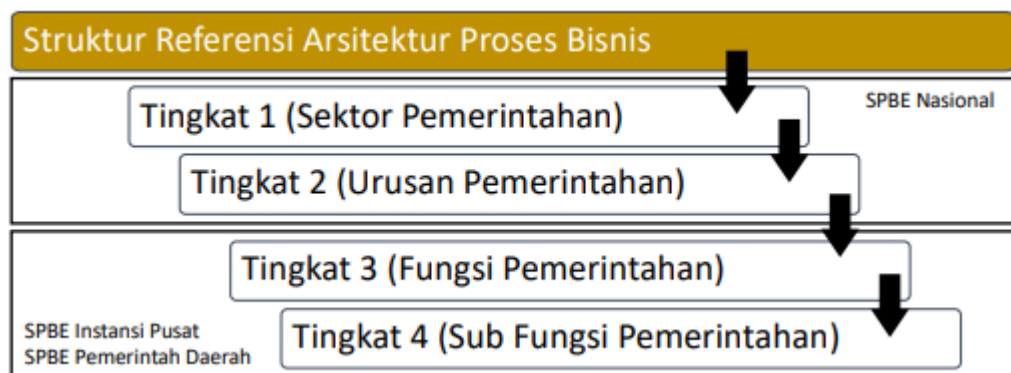 Struktur Referensi Arsitektur Proses Bisnis
SPBE Nasional
Tingkat 1 (Sektor Pemerintahan)
Tingkat 2 (Urusan Pemerintahan)
Tingkat 3 (Fungsi Pemerintahan)
Tingkat 4 (Sub Fungsi Pemerintahan)
SPBE Instansi Pusat
SPBE Pemerintah Daerah